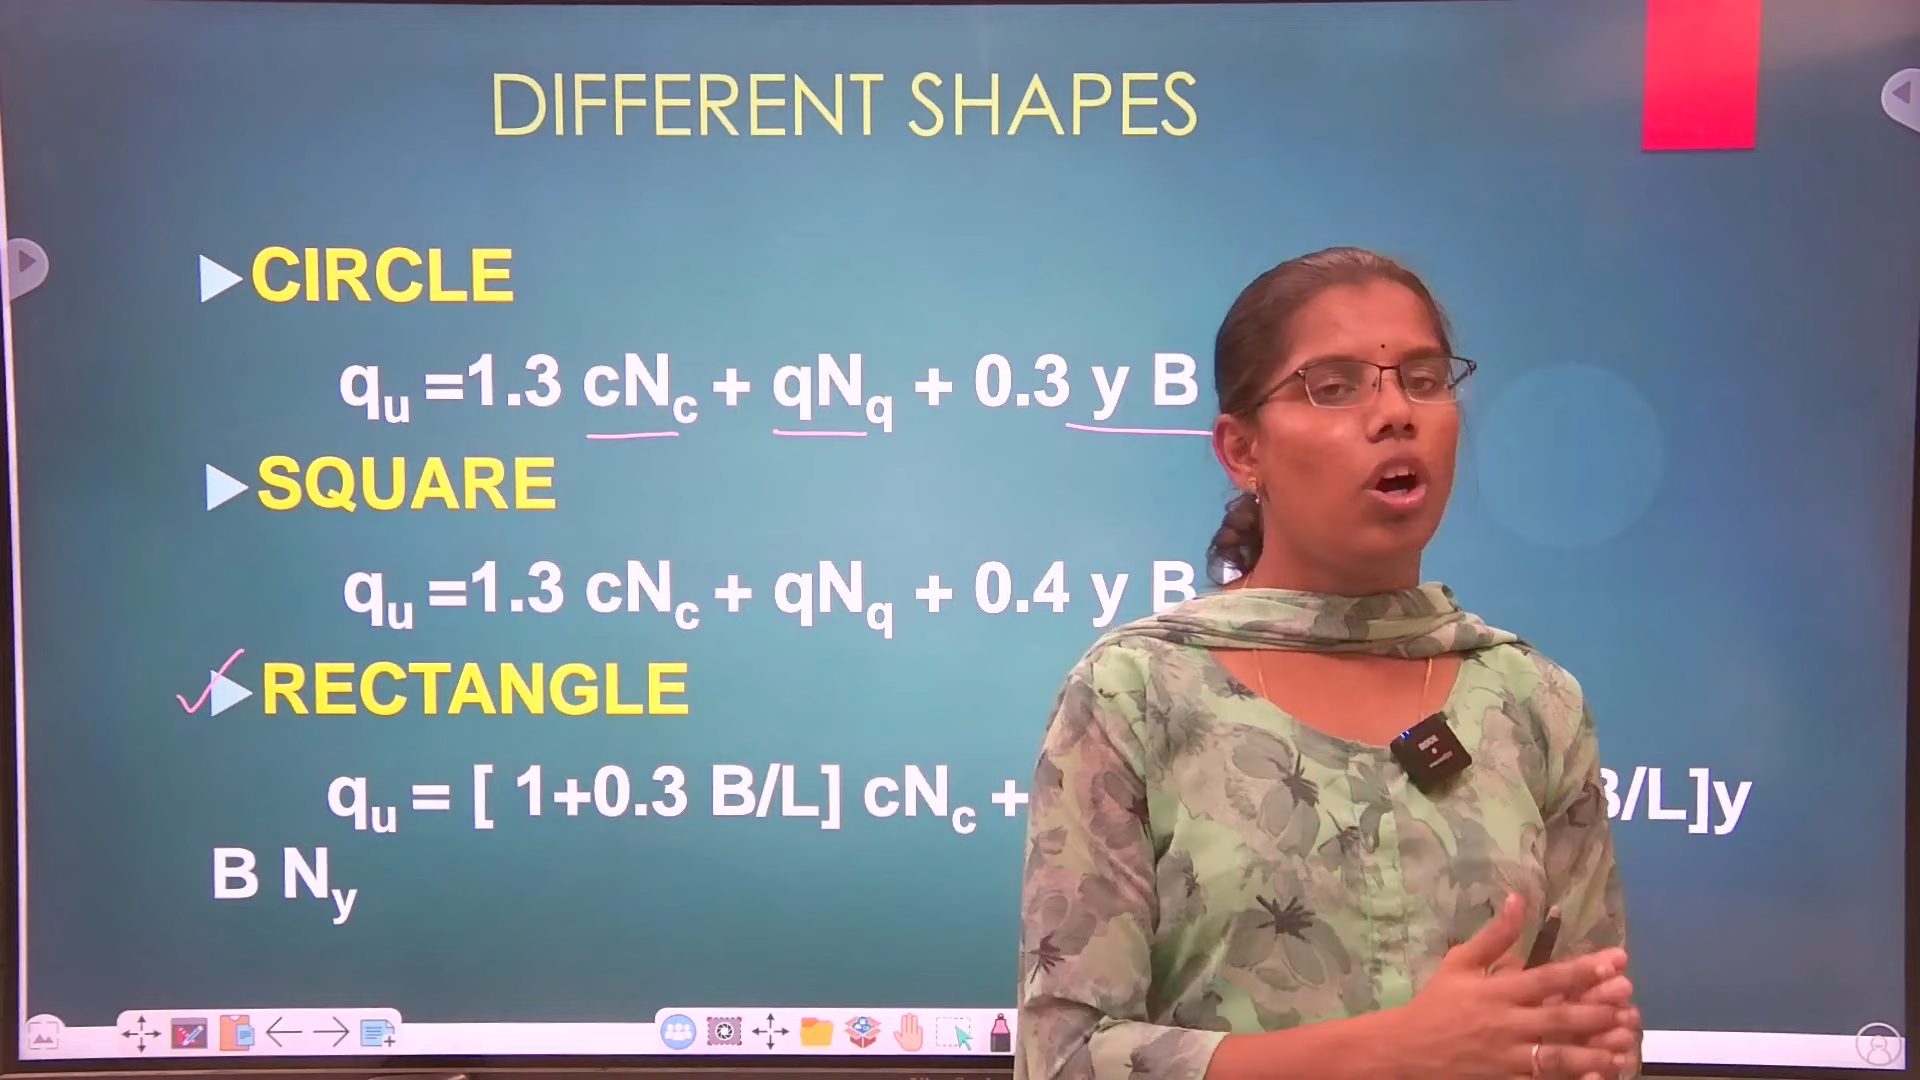 DIFFERENT SHAPES
CIRCLE
qu =1.3 cNc + qNq + 0.3 y B
SQUARE
qu =1.3 cNc + qNq + 0.4 y B
RECTANGLE
qu = [ 1+0.3 B/L] cNc + B/L]y
B Ny